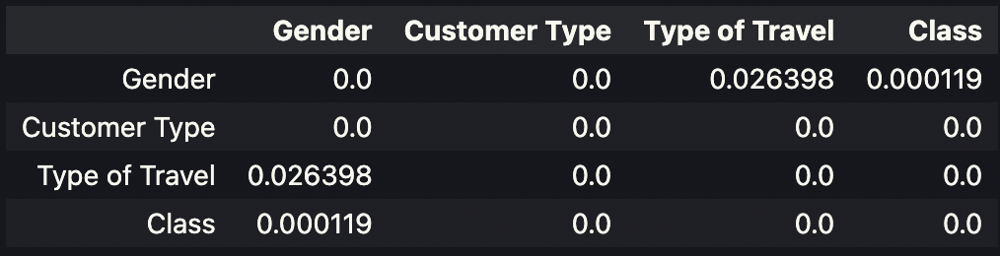 Gender Customer Type Type of Travel Class
Gender 0.0 0.0 0.026398 0.000119
Customer Type 0.0 0.0 0.0 0.0
Type of Travel 0.026398 0.0 0.0 0.0
Class 0.000119 0.0 0.0 0.0